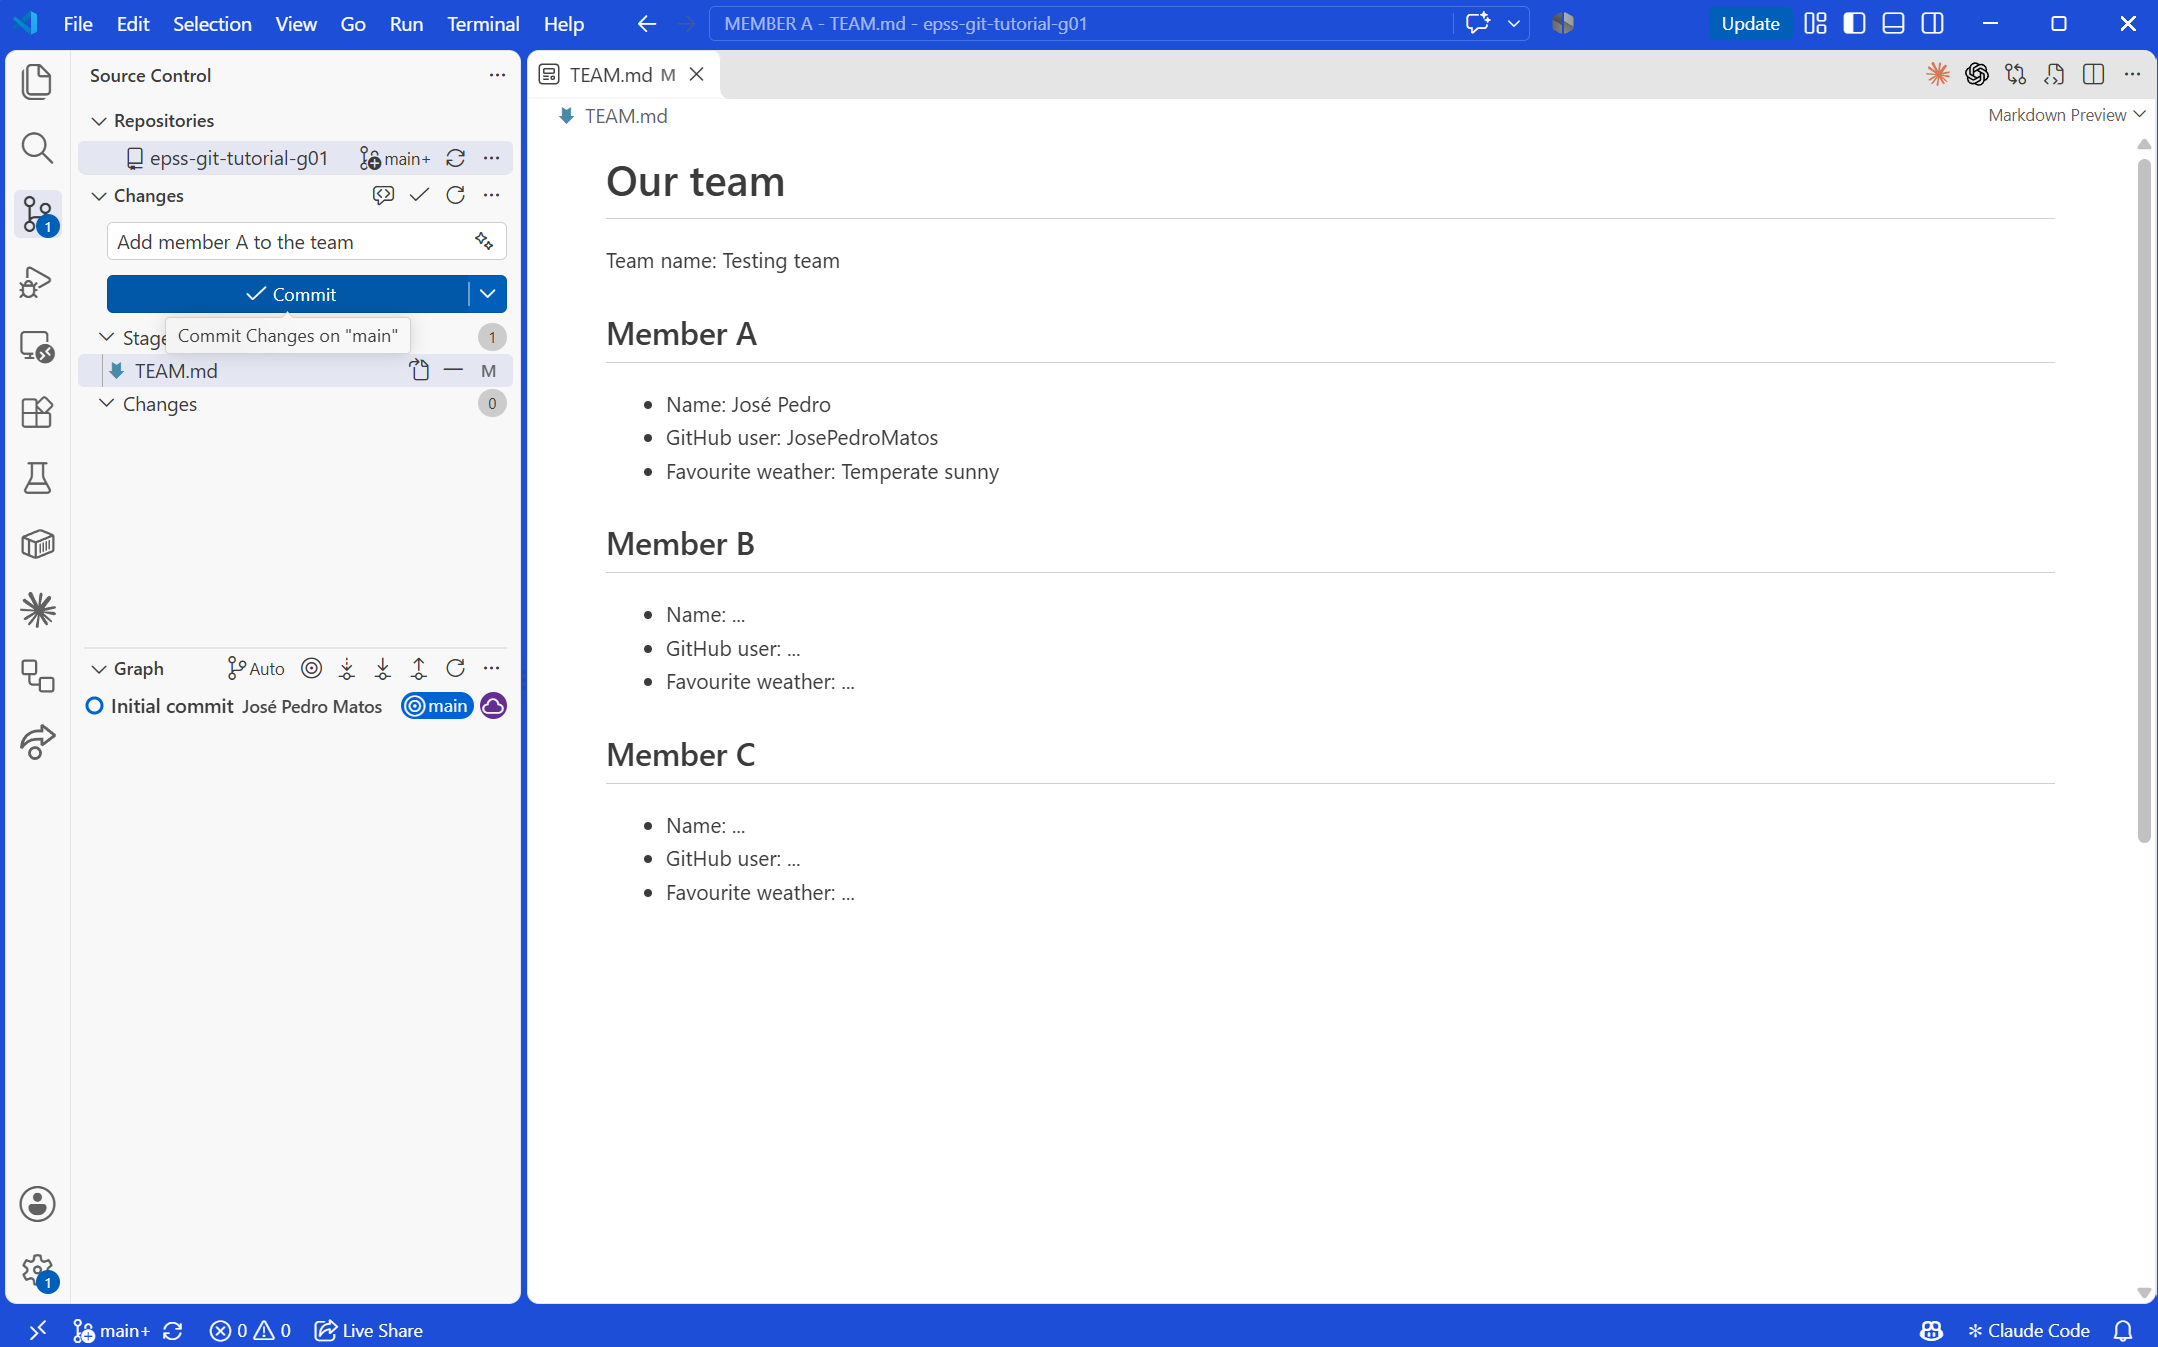 File Edit Selection View Go Run Terminal Help
MEMBER A - TEAM.md - epss-git-tutorial-g01
Update
Source Control
Repositories
epss-git-tutorial-g01 main+
Changes
Add member A to the team
Commit
Stage
1
Commit Changes on "main"
TEAM.md M
Changes 0
Graph Auto
Initial commit José Pedro Matos main
1
1
TEAM.md M
TEAM.md
Markdown Preview
Our team
Team name: Testing team
Member A
• Name: José Pedro
• GitHub user: JosePedroMatos
• Favourite weather: Temperate sunny
Member B
• Name: ...
• GitHub user: ...
• Favourite weather: ...
Member C
• Name: ...
• GitHub user: ...
• Favourite weather: ...
main+ 0 0 Live Share
Claude Code